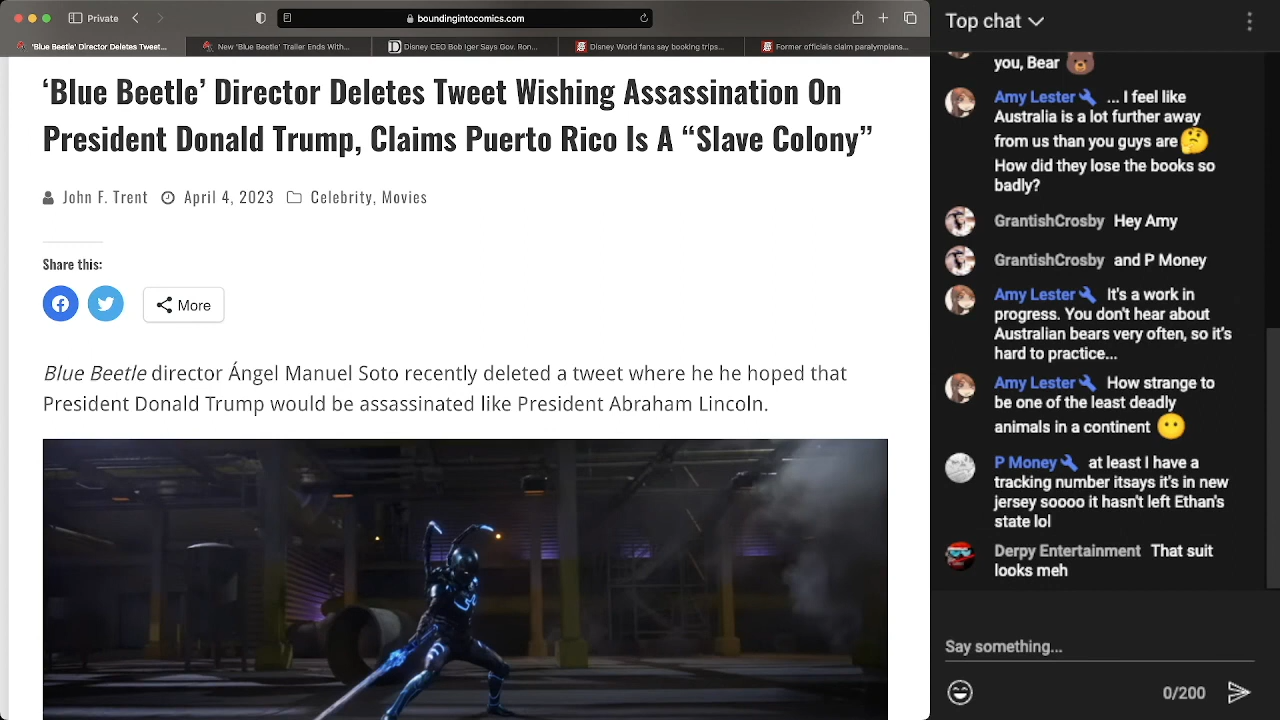 Private
boundingintocomics.com
'Blue Beetle' Director Deletes Tweet...
New 'Blue Beetle' Trailer Ends With...
Disney CEO Bob Iger Says Gov. Ron...
Disney World fans say booking trips...
Former officials claim paralympians...
‘Blue Beetle’ Director Deletes Tweet Wishing Assassination On
President Donald Trump, Claims Puerto Rico Is A “Slave Colony”
John F. Trent April 4, 2023 Celebrity, Movies
Share this:
More
Blue Beetle director Ángel Manuel Soto recently deleted a tweet where he he hoped that
President Donald Trump would be assassinated like President Abraham Lincoln.
Top chat
you, Bear
Amy Lester ... I feel like
Australia is a lot further away
from us than you guys are
How did they lose the books so
badly?
GrantishCrosby Hey Amy
GrantishCrosby and P Money
Amy Lester It's a work in
progress. You don't hear about
Australian bears very often, so it's
hard to practice...
Amy Lester How strange to
be one of the least deadly
animals in a continent
P Money at least I have a
tracking number itsays it's in new
jersey soooo it hasn't left Ethan's
state lol
Derpy Entertainment That suit
looks meh
Say something...
0/200